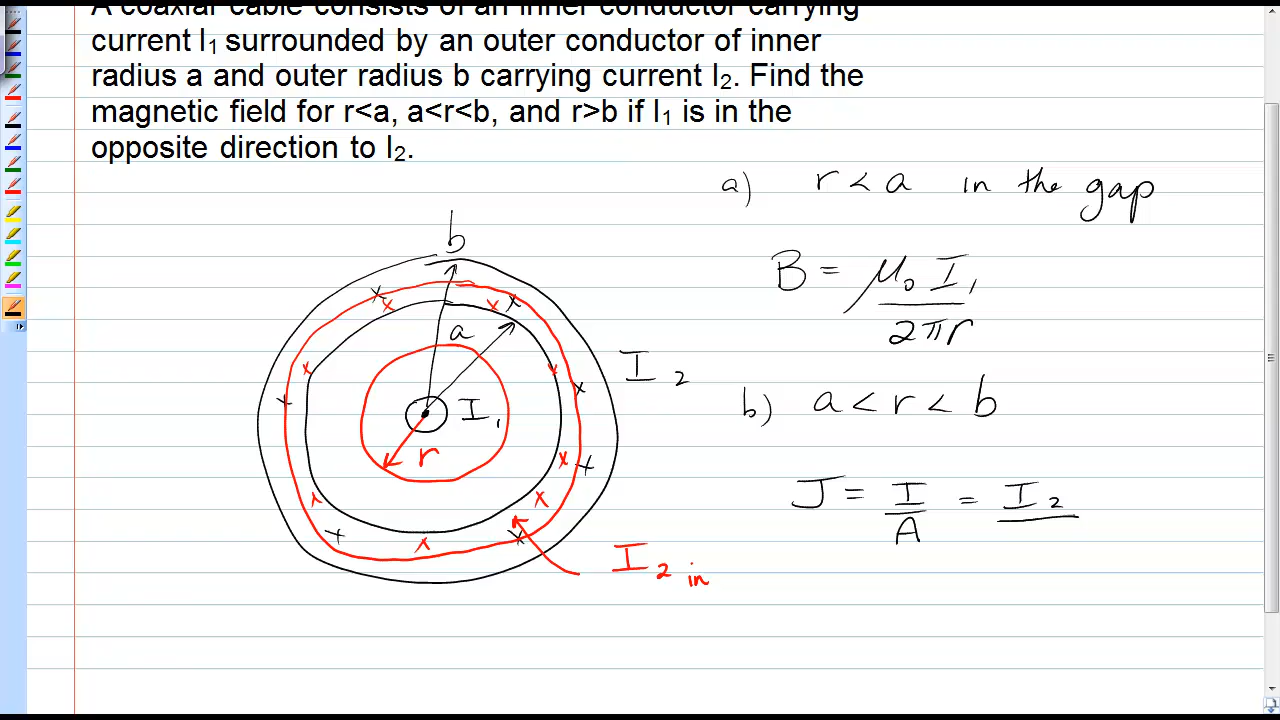 A coaxial cable consists of an inner conductor carrying
current I₁ surrounded by an outer conductor of inner
radius a and outer radius b carrying current I₂. Find the
magnetic field for r<a, a<r<b, and r>b if I₁ is in the
opposite direction to I₂.
a) r < a in the gap
b
B = μ₀ I₁ / 2πr
a
I₂
I₁
b) a < r < b
r
J = I / A = I₂
I₂ in